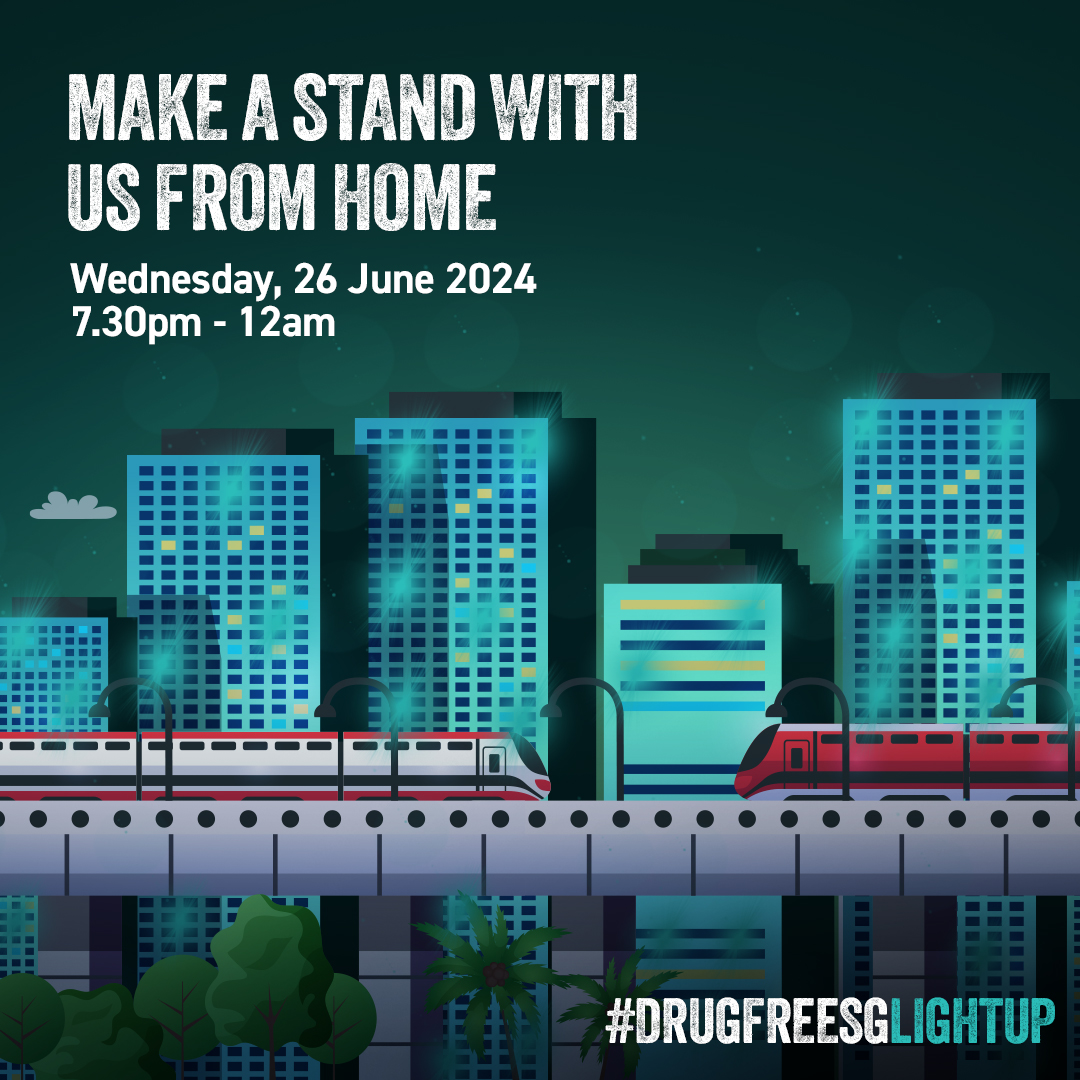 MAKE A STAND WITH
US FROM HOME
Wednesday, 26 June 2024
7.30pm - 12am
#DRUGFREESGLIGHTUP